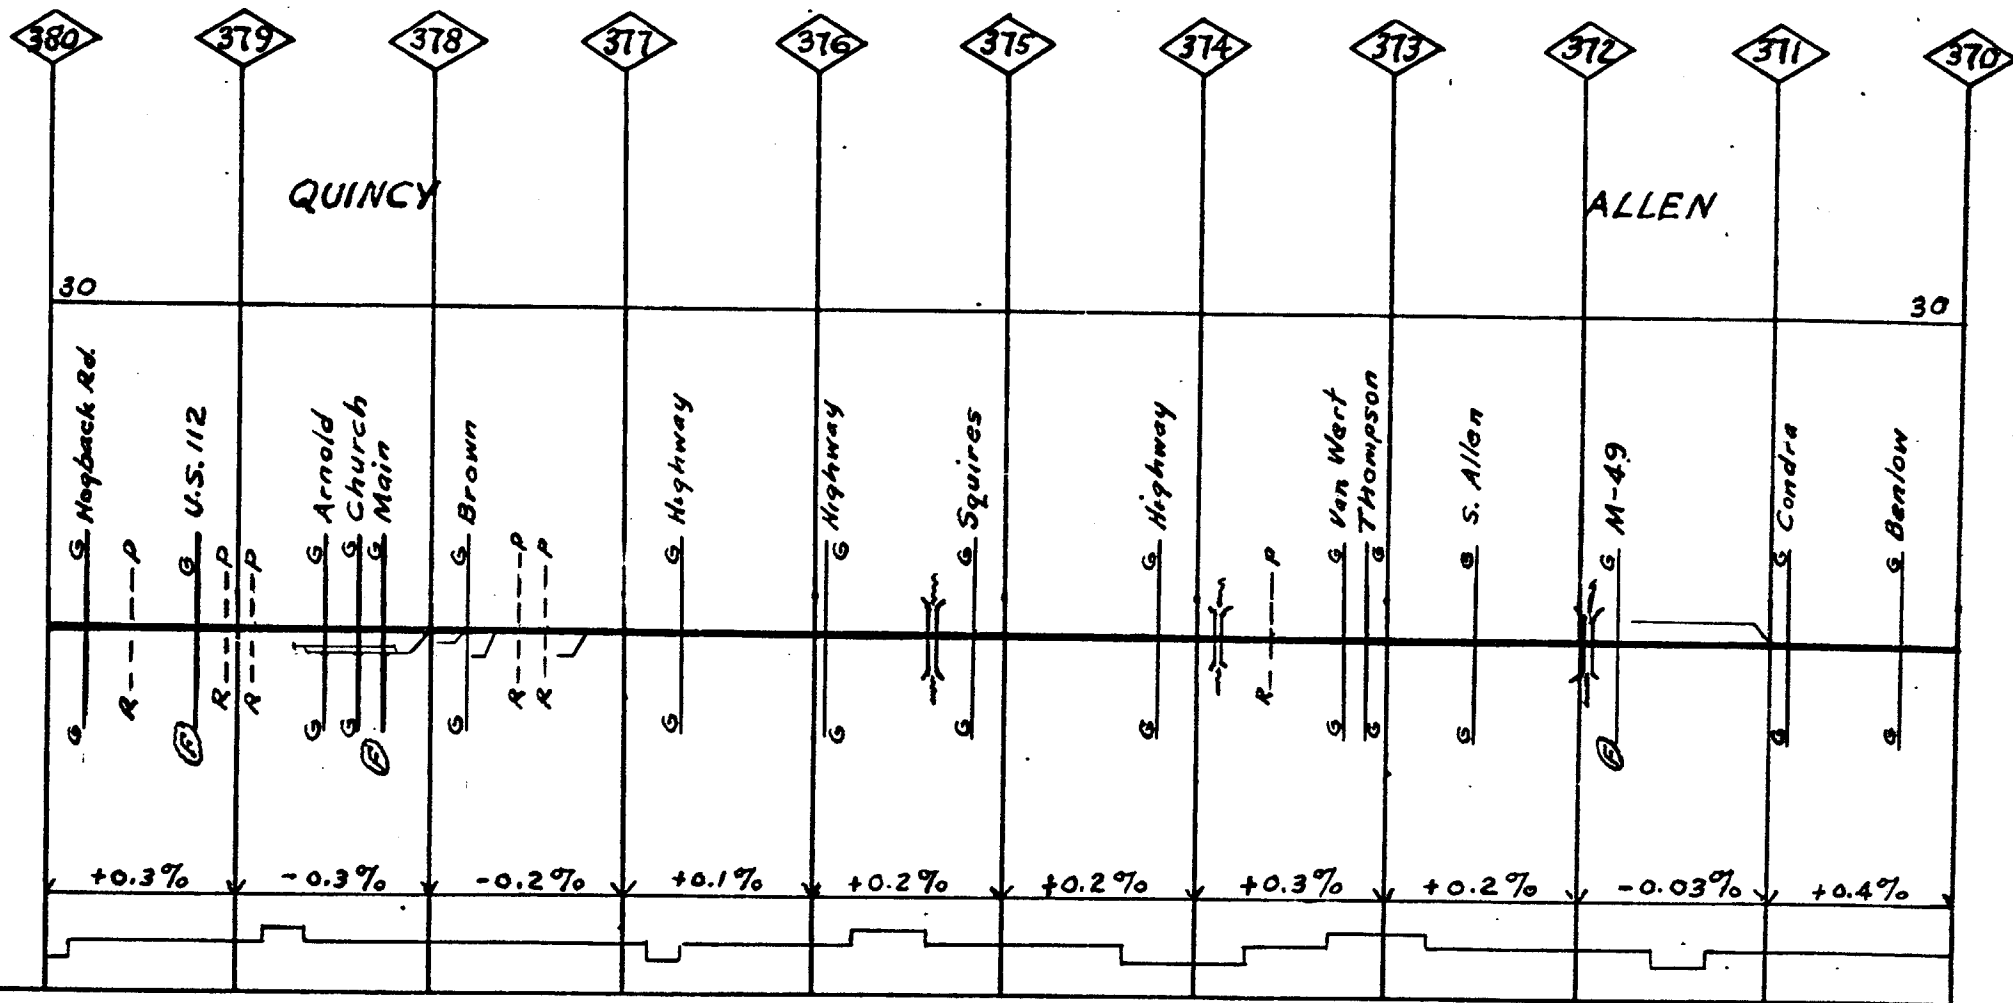 380 379 378 377 376 375 374 373 372 371 370
QUINCY ALLEN
30 30
Hogback Rd.
U.S. 112
Arnold
Church
Main
Brown
Highway
Highway
Squires
Highway
Van Wert
Thompson
S. Allen
M-49
Condra
Benlow
G G G G G G G G G G G G G G G G
P P P P P P
R R R R R R
G G G G G G G G G G G G G
F F F
+0.3% -0.3% -0.2% +0.1% +0.2% +0.2% +0.3% +0.2% -0.03% +0.4%